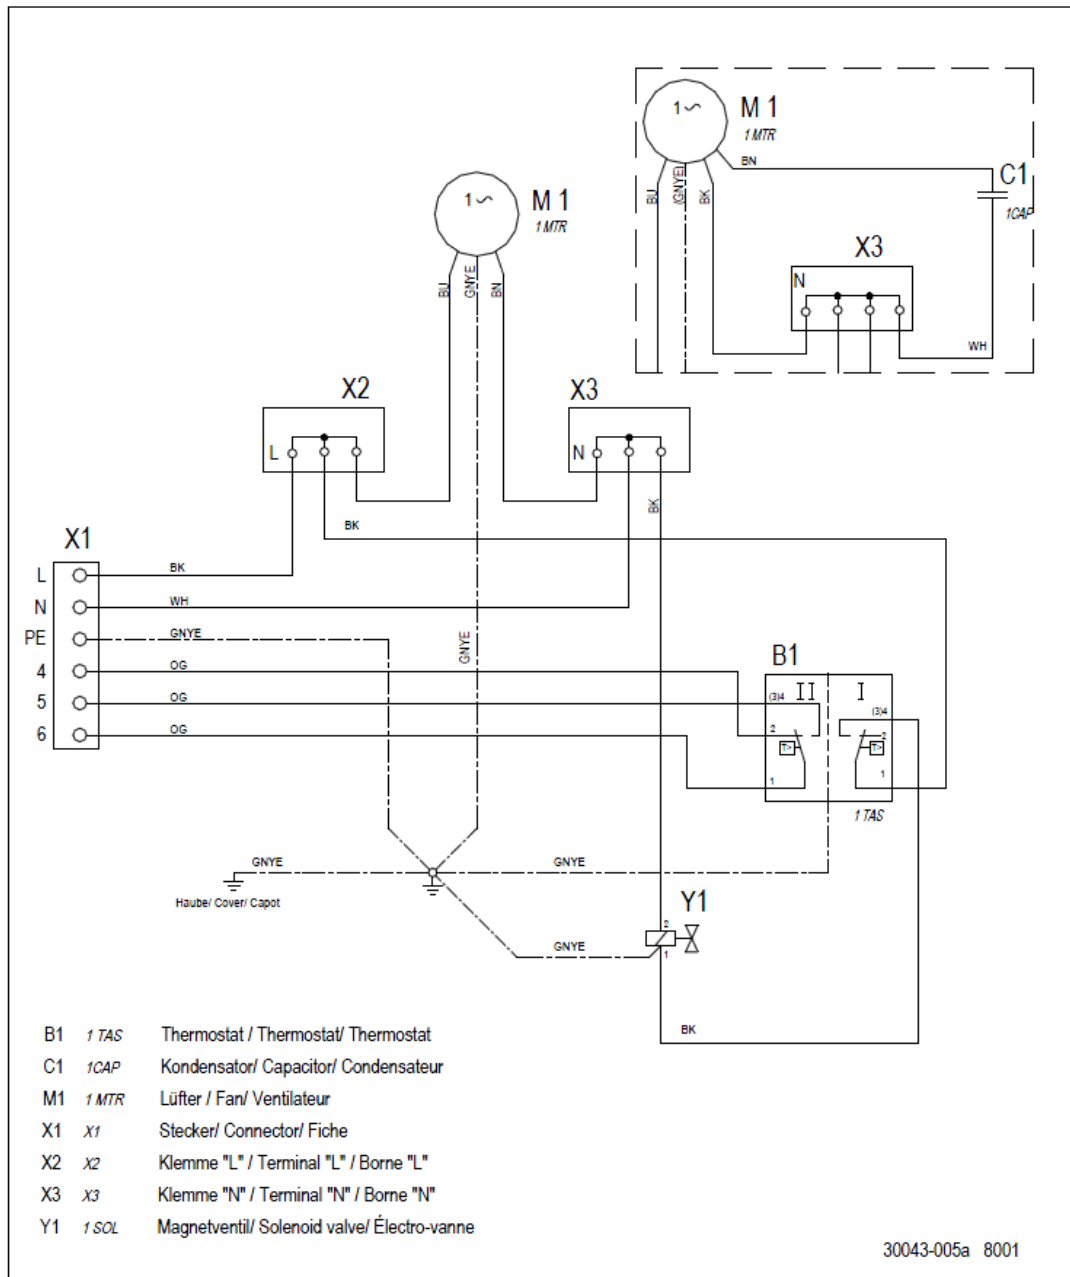 1~
M 1
1 MTR
BN
BU
(GNYE)
BK
C1
1CAP
X3
N
WH
1~
M 1
1 MTR
BU
GNYE
BN
X2
L
X3
N
BK
BK
X1
L
BK
N
WH
PE
GNYE
GNYE
4
OG
5
OG
6
OG
B1
II
I
(3)4
(3)4
2
2
T>
T>
1
1
1 TAS
GNYE
GNYE
Haube/ Cover/ Capot
Y1
2
1
GNYE
BK
B1 1 TAS Thermostat / Thermostat/ Thermostat
C1 1CAP Kondensator/ Capacitor/ Condensateur
M1 1 MTR Lüfter / Fan/ Ventilateur
X1 X1 Stecker/ Connector/ Fiche
X2 X2 Klemme "L" / Terminal "L" / Borne "L"
X3 X3 Klemme "N" / Terminal "N" / Borne "N"
Y1 1 SOL Magnetventil/ Solenoid valve/ Électro-vanne
30043-005a 8001